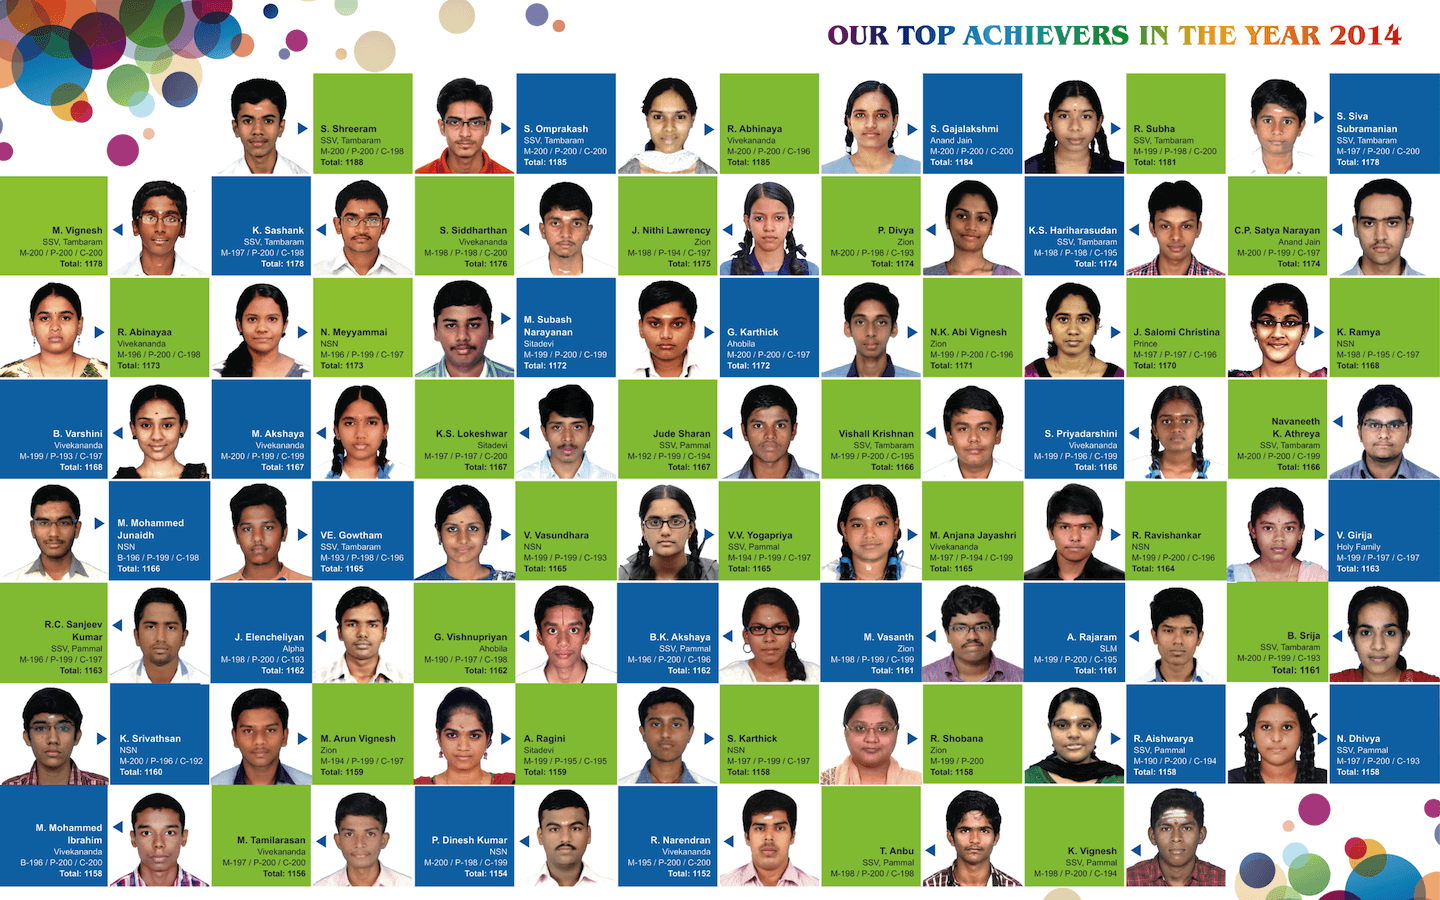 OUR TOP ACHIEVERS IN THE YEAR 2014
S. Shreeram
SSV, Tambaram
M-200 / P-200 / C-198
Total: 1188
S. Omprakash
SSV, Tambaram
M-200 / P-200 / C-200
Total: 1185
R. Abhinaya
Vivekananda
M-200 / P-200 / C-196
Total: 1185
S. Gajalakshmi
Anand Jain
M-200 / P-200 / C-200
Total: 1184
R. Subha
SSV, Tambaram
M-199 / P-198 / C-200
Total: 1181
S. Siva
Subramanian
SSV, Tambaram
M-197 / P-200 / C-200
Total: 1178
M. Vignesh
SSV, Tambaram
M-200 / P-200 / C-200
Total: 1178
K. Sashank
SSV, Tambaram
M-197 / P-200 / C-198
Total: 1178
S. Siddharthan
Vivekananda
M-198 / P-198 / C-200
Total: 1176
J. Nithi Lawrency
Zion
M-198 / P-194 / C-197
Total: 1175
P. Divya
Zion
M-200 / P-198 / C-193
Total: 1174
K.S. Hariharasudan
SSV, Tambaram
M-198 / P-198 / C-195
Total: 1174
C.P. Satya Narayan
Anand Jain
M-200 / P-199 / C-197
Total: 1174
R. Abinayaa
Vivekananda
M-196 / P-200 / C-198
Total: 1173
N. Meyyammai
NSN
M-196 / P-199 / C-197
Total: 1173
M. Subash
Narayanan
Sitadevi
M-199 / P-200 / C-199
Total: 1172
G. Karthick
Ahobila
M-200 / P-200 / C-197
Total: 1172
N.K. Abi Vignesh
Zion
M-199 / P-200 / C-196
Total: 1171
J. Salomi Christina
Prince
M-197 / P-197 / C-196
Total: 1170
K. Ramya
NSN
M-198 / P-195 / C-197
Total: 1168
B. Varshini
Vivekananda
M-199 / P-193 / C-197
Total: 1168
M. Akshaya
Vivekananda
M-200 / P-199 / C-199
Total: 1167
K.S. Lokeshwar
Sitadevi
M-197 / P-197 / C-200
Total: 1167
Jude Sharan
SSV, Pammal
M-192 / P-199 / C-194
Total: 1167
Vishall Krishnan
SSV, Tambaram
M-199 / P-200 / C-195
Total: 1166
S. Priyadarshini
Vivekananda
M-199 / P-196 / C-199
Total: 1166
Navaneeth
K. Athreya
SSV, Tambaram
M-200 / P-200 / C-199
Total: 1166
M. Mohammed
Junaidh
NSN
B-196 / P-199 / C-198
Total: 1166
VE. Gowtham
SSV, Tambaram
M-193 / P-198 / C-196
Total: 1165
V. Vasundhara
NSN
M-199 / P-199 / C-193
Total: 1165
V.V. Yogapriya
SSV, Pammal
M-194 / P-199 / C-197
Total: 1165
M. Anjana Jayashri
Vivekananda
M-197 / P-194 / C-199
Total: 1165
R. Ravishankar
NSN
M-199 / P-200 / C-196
Total: 1164
V. Girija
Holy Family
M-199 / P-197 / C-197
Total: 1163
R.C. Sanjeev
Kumar
SSV, Pammal
M-196 / P-199 / C-197
Total: 1163
J. Elencheliyan
Alpha
M-198 / P-200 / C-193
Total: 1162
G. Vishnupriyan
Ahobila
M-190 / P-197 / C-198
Total: 1162
B.K. Akshaya
SSV, Pammal
M-196 / P-200 / C-196
Total: 1162
M. Vasanth
Zion
M-198 / P-199 / C-199
Total: 1161
A. Rajaram
SLM
M-199 / P-200 / C-195
Total: 1161
B. Srija
SSV, Tambaram
M-200 / P-199 / C-193
Total: 1161
K. Srivathsan
NSN
M-200 / P-196 / C-192
Total: 1160
M. Arun Vignesh
Zion
M-194 / P-199 / C-197
Total: 1159
A. Ragini
Sitadevi
M-199 / P-195 / C-195
Total: 1159
S. Karthick
NSN
M-197 / P-199 / C-197
Total: 1158
R. Shobana
Zion
M-199 / P-200
Total: 1158
R. Aishwarya
SSV, Pammal
M-190 / P-200 / C-194
Total: 1158
N. Dhivya
SSV, Pammal
M-197 / P-200 / C-193
Total: 1158
M. Mohammed
Ibrahim
Vivekananda
B-196 / P-200 / C-200
Total: 1158
M. Tamilarasan
Vivekananda
M-197 / P-200 / C-200
Total: 1156
P. Dinesh Kumar
NSN
M-200 / P-198 / C-199
Total: 1154
R. Narendran
Vivekananda
M-195 / P-200 / C-200
Total: 1152
T. Anbu
SSV, Pammal
M-198 / P-200 / C-198
K. Vignesh
SSV, Pammal
M-198 / P-200 / C-194